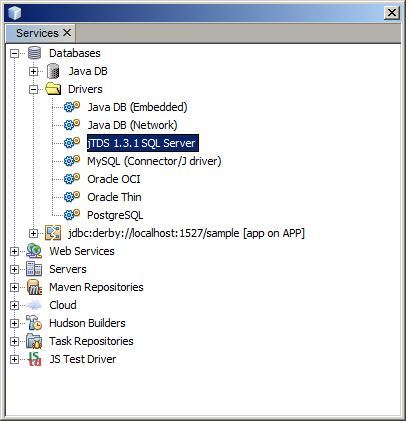 Services
Databases
Java DB
Drivers
Java DB (Embedded)
Java DB (Network)
jTDS 1.3.1 SQL Server
MySQL (Connector/J driver)
Oracle OCI
Oracle Thin
PostgreSQL
jdbc:derby://localhost:1527/sample [app on APP]
Web Services
Servers
Maven Repositories
Cloud
Hudson Builders
Task Repositories
JS Test Driver